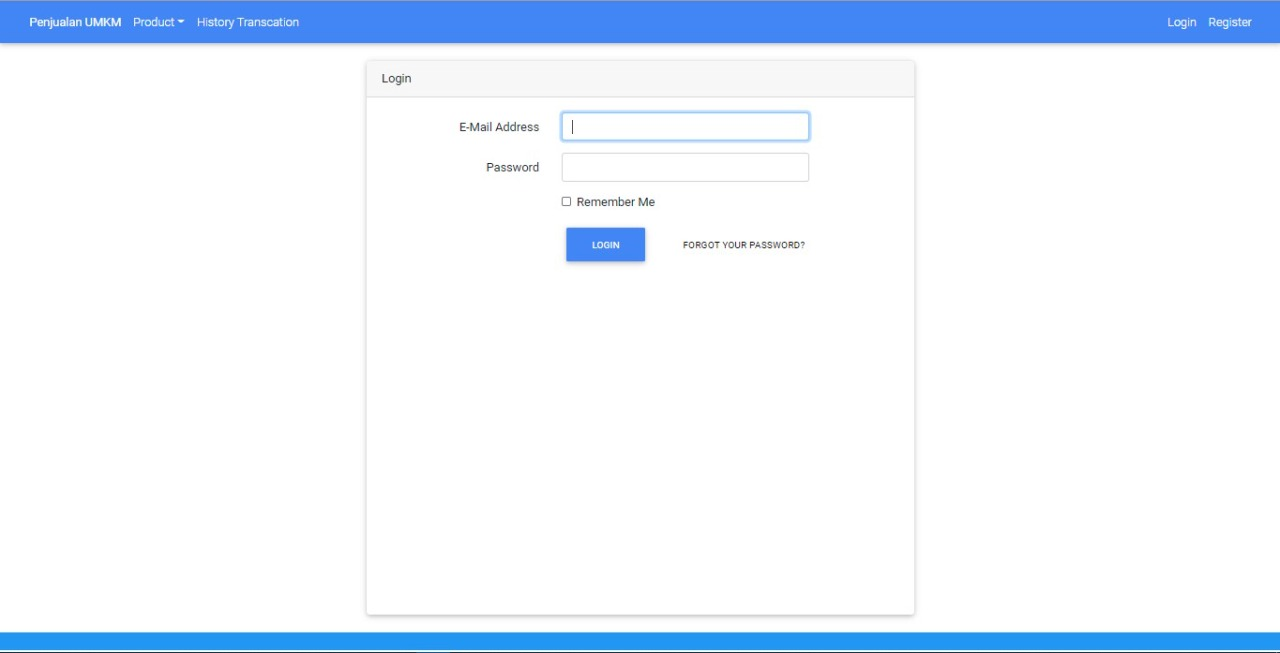 Penjualan UMKM Product History Transcation Login Register
Login
E-Mail Address
Password
Remember Me
LOGIN FORGOT YOUR PASSWORD?